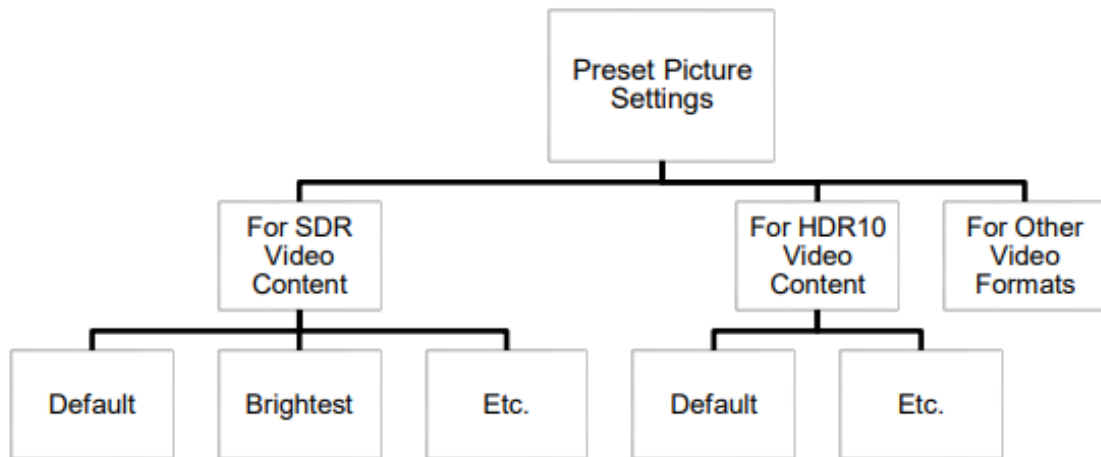 Preset Picture
Settings
For SDR
Video
Content
For HDR10
Video
Content
For Other
Video
Formats
Default
Brightest
Etc.
Default
Etc.